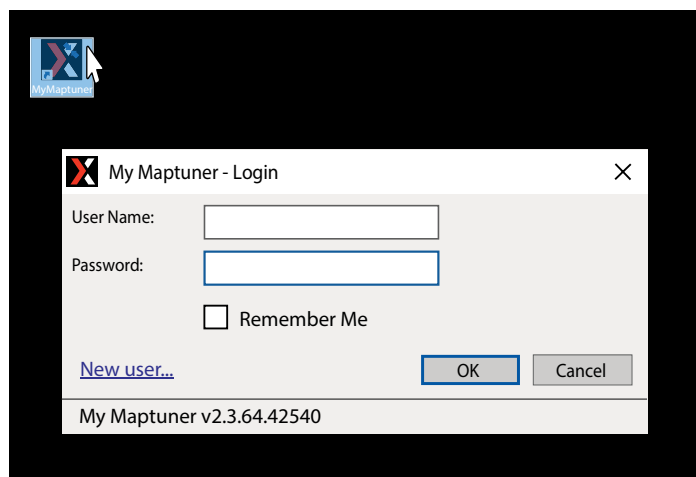 MyMaptuner
My Maptuner - Login
User Name:
Password:
Remember Me
New user...
OK
Cancel
My Maptuner v2.3.64.42540